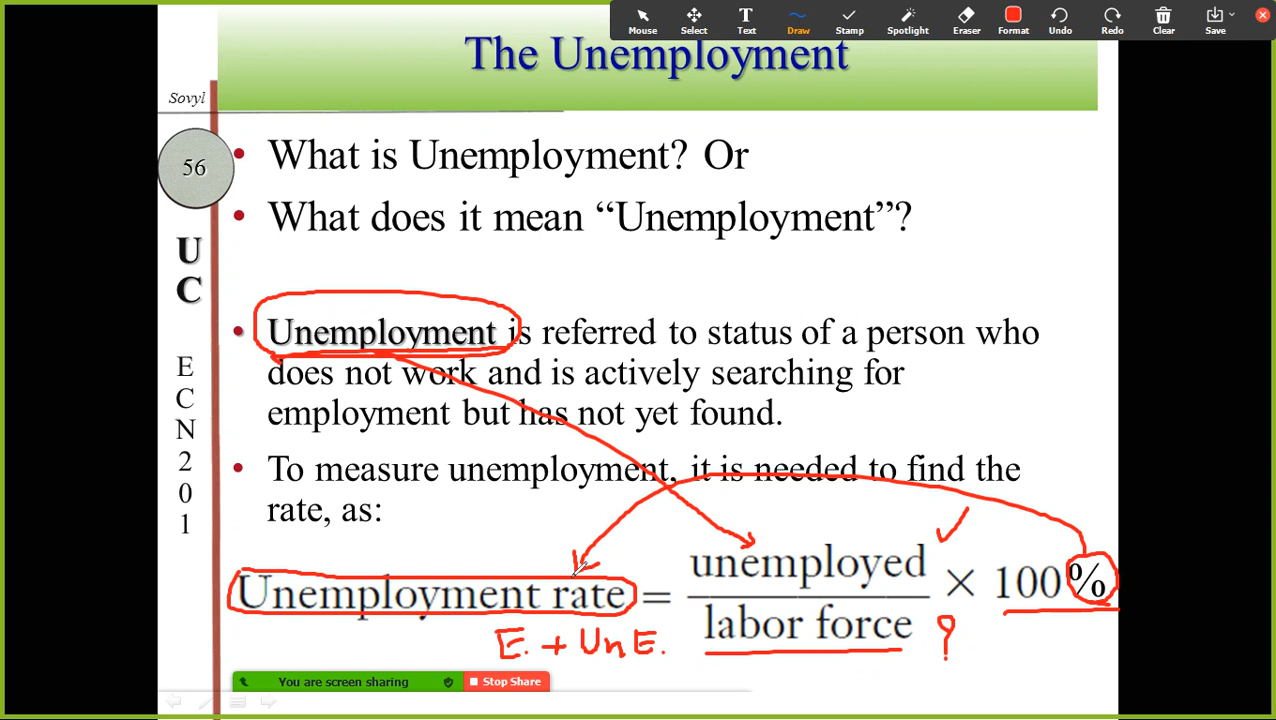 Mouse Select Text Draw Stamp Spotlight Eraser Format Undo Redo Clear Save
The Unemployment
Sovyl
56
U
C
E
C
N
2
0
1
• What is Unemployment? Or
• What does it mean “Unemployment”?
• Unemployment is referred to status of a person who
does not work and is actively searching for
employment but has not yet found.
• To measure unemployment, it is needed to find the
rate, as:
unemployed
Unemployment rate = × 100%
labor force ?
E. + UnE.
You are screen sharing Stop Share